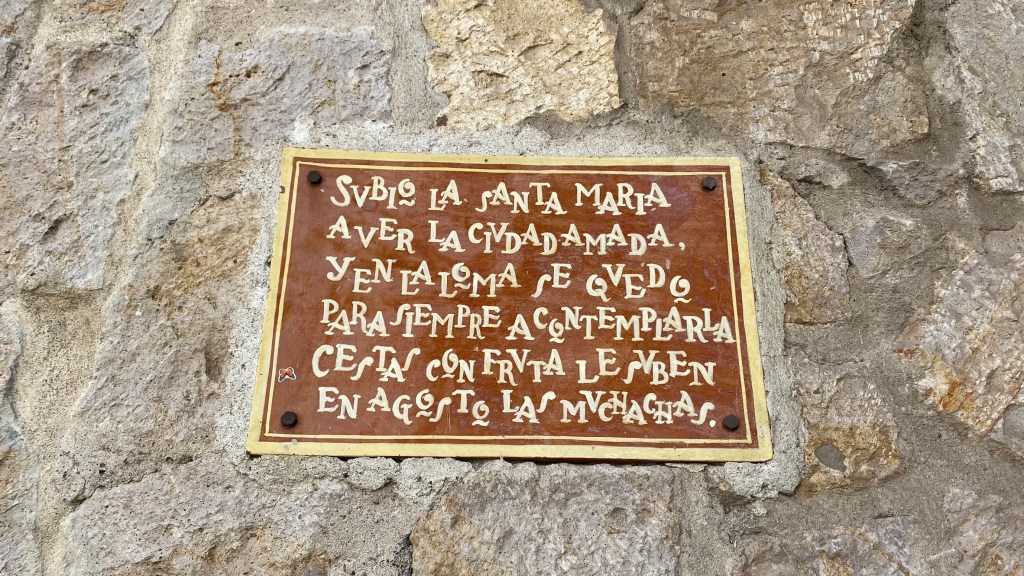 SVBIO LA SANTA MARIA
A VER LA CIVDAD AMADA,
Y EN LA LOMA SE QVEDO
PARA SIEMPRE A CONTEMPLARLA
CESTAS CON FRVTA LE SVBEN
EN AGOSTO LAS MVCHACHAS.